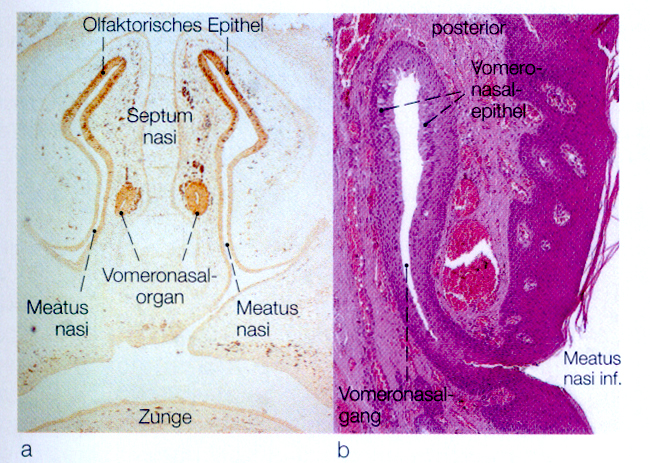 Olfaktorisches Epithel
Septum
nasi
Vomeronasal-
organ
Meatus
nasi
Meatus
nasi
Zunge
a
posterior
Vomero-
nasal-
epithel
Vomeronasal-
gang
Meatus
nasi inf.
b